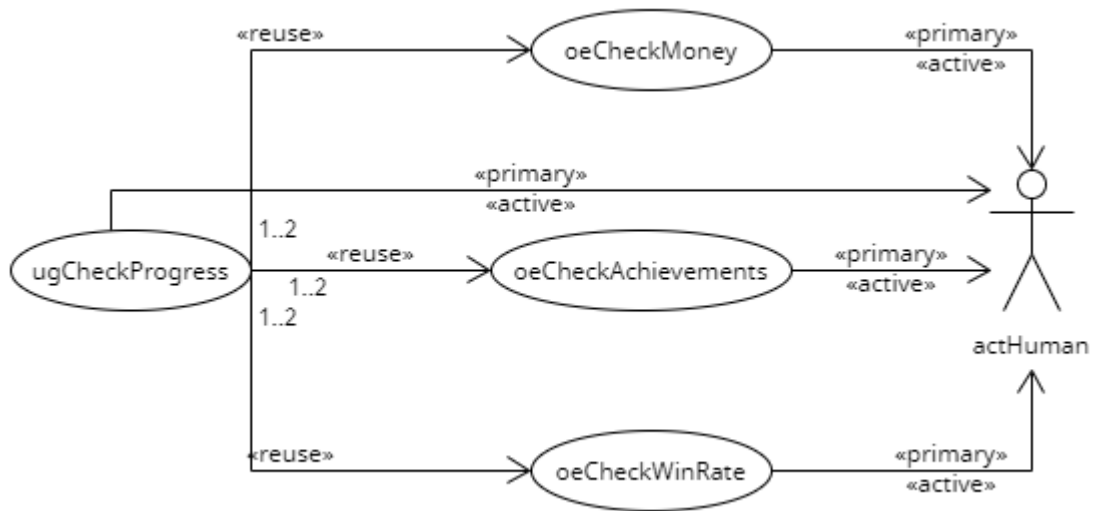 «reuse»
oeCheckMoney
«primary»
«active»
«primary»
«active»
1..2
ugCheckProgress
«reuse»
oeCheckAchievements
«primary»
«active»
1..2
1..2
actHuman
«reuse»
oeCheckWinRate
«primary»
«active»